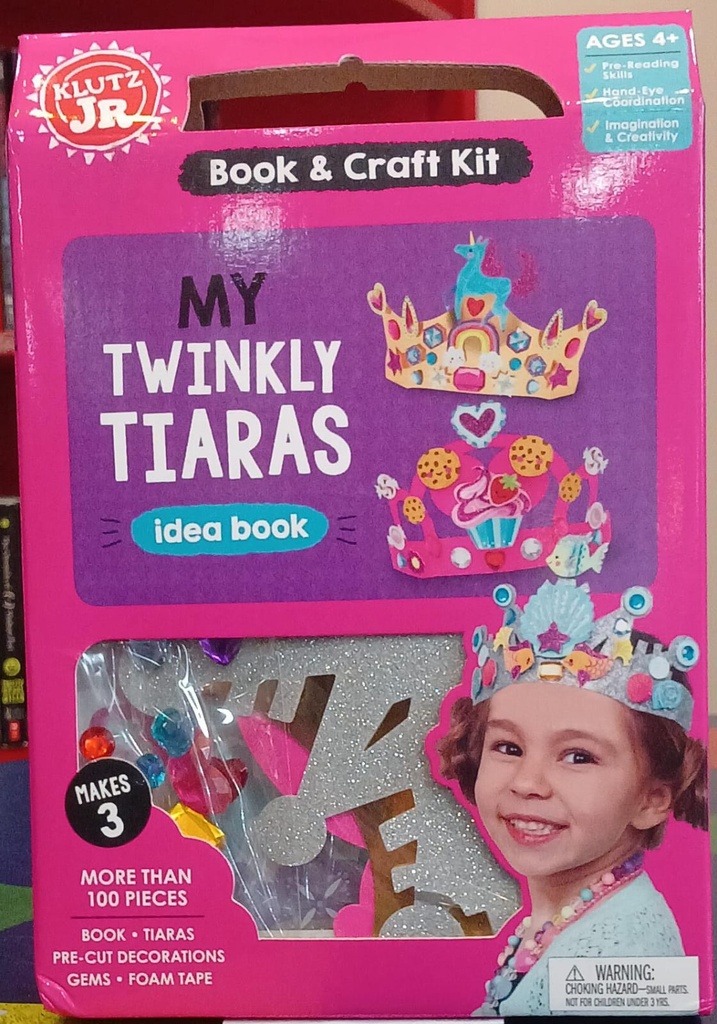 KLUTZ
JR
AGES 4+
Pre-Reading
Skills
Hand-Eye
Coordination
Imagination
& Creativity
Book & Craft Kit
MY
TWINKLY
TIARAS
idea book
MAKES
3
MORE THAN
100 PIECES
BOOK • TIARAS
PRE-CUT DECORATIONS
GEMS • FOAM TAPE
WARNING:
CHOKING HAZARD—SMALL PARTS.
NOT FOR CHILDREN UNDER 3 YRS.